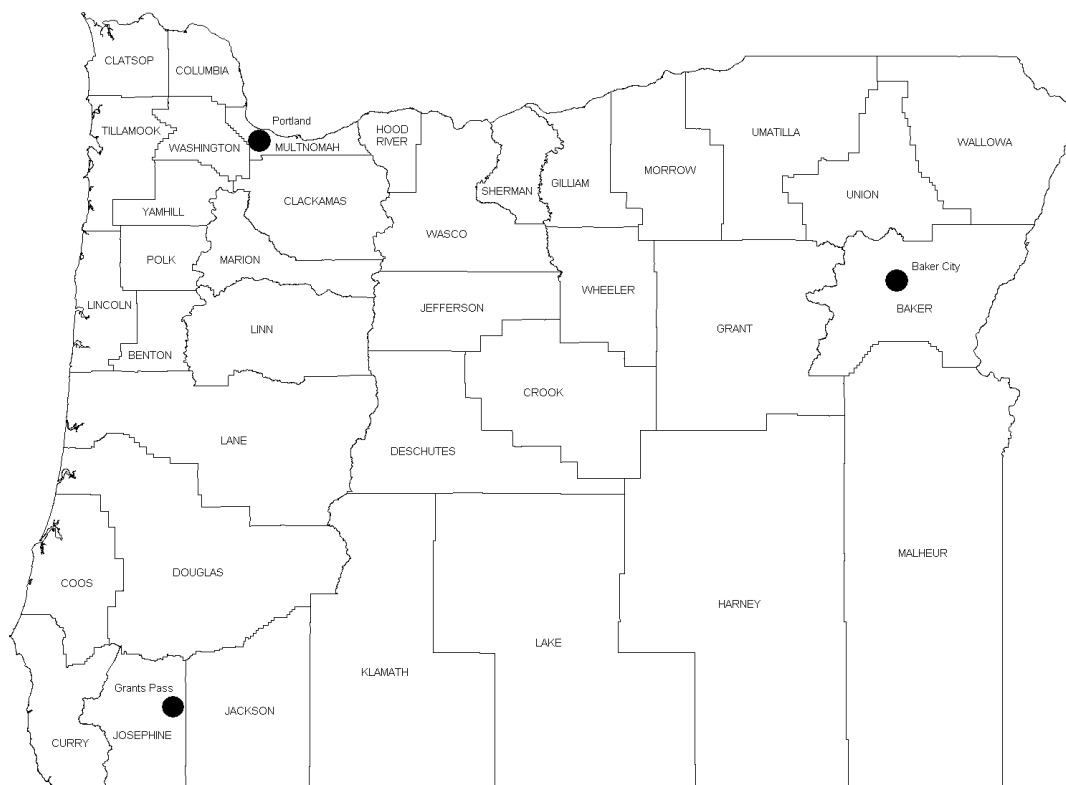 CLATSOP
COLUMBIA
Portland
TILLAMOOK
HOOD
RIVER
UMATILLA
WALLOWA
WASHINGTON
MULTNOMAH
MORROW
GILLIAM
SHERMAN
UNION
CLACKAMAS
YAMHILL
WASCO
POLK
MARION
Baker City
WHEELER
LINCOLN
JEFFERSON
BAKER
LINN
GRANT
BENTON
CROOK
LANE
DESCHUTES
MALHEUR
DOUGLAS
COOS
HARNEY
LAKE
KLAMATH
Grants Pass
JACKSON
JOSEPHINE
CURRY